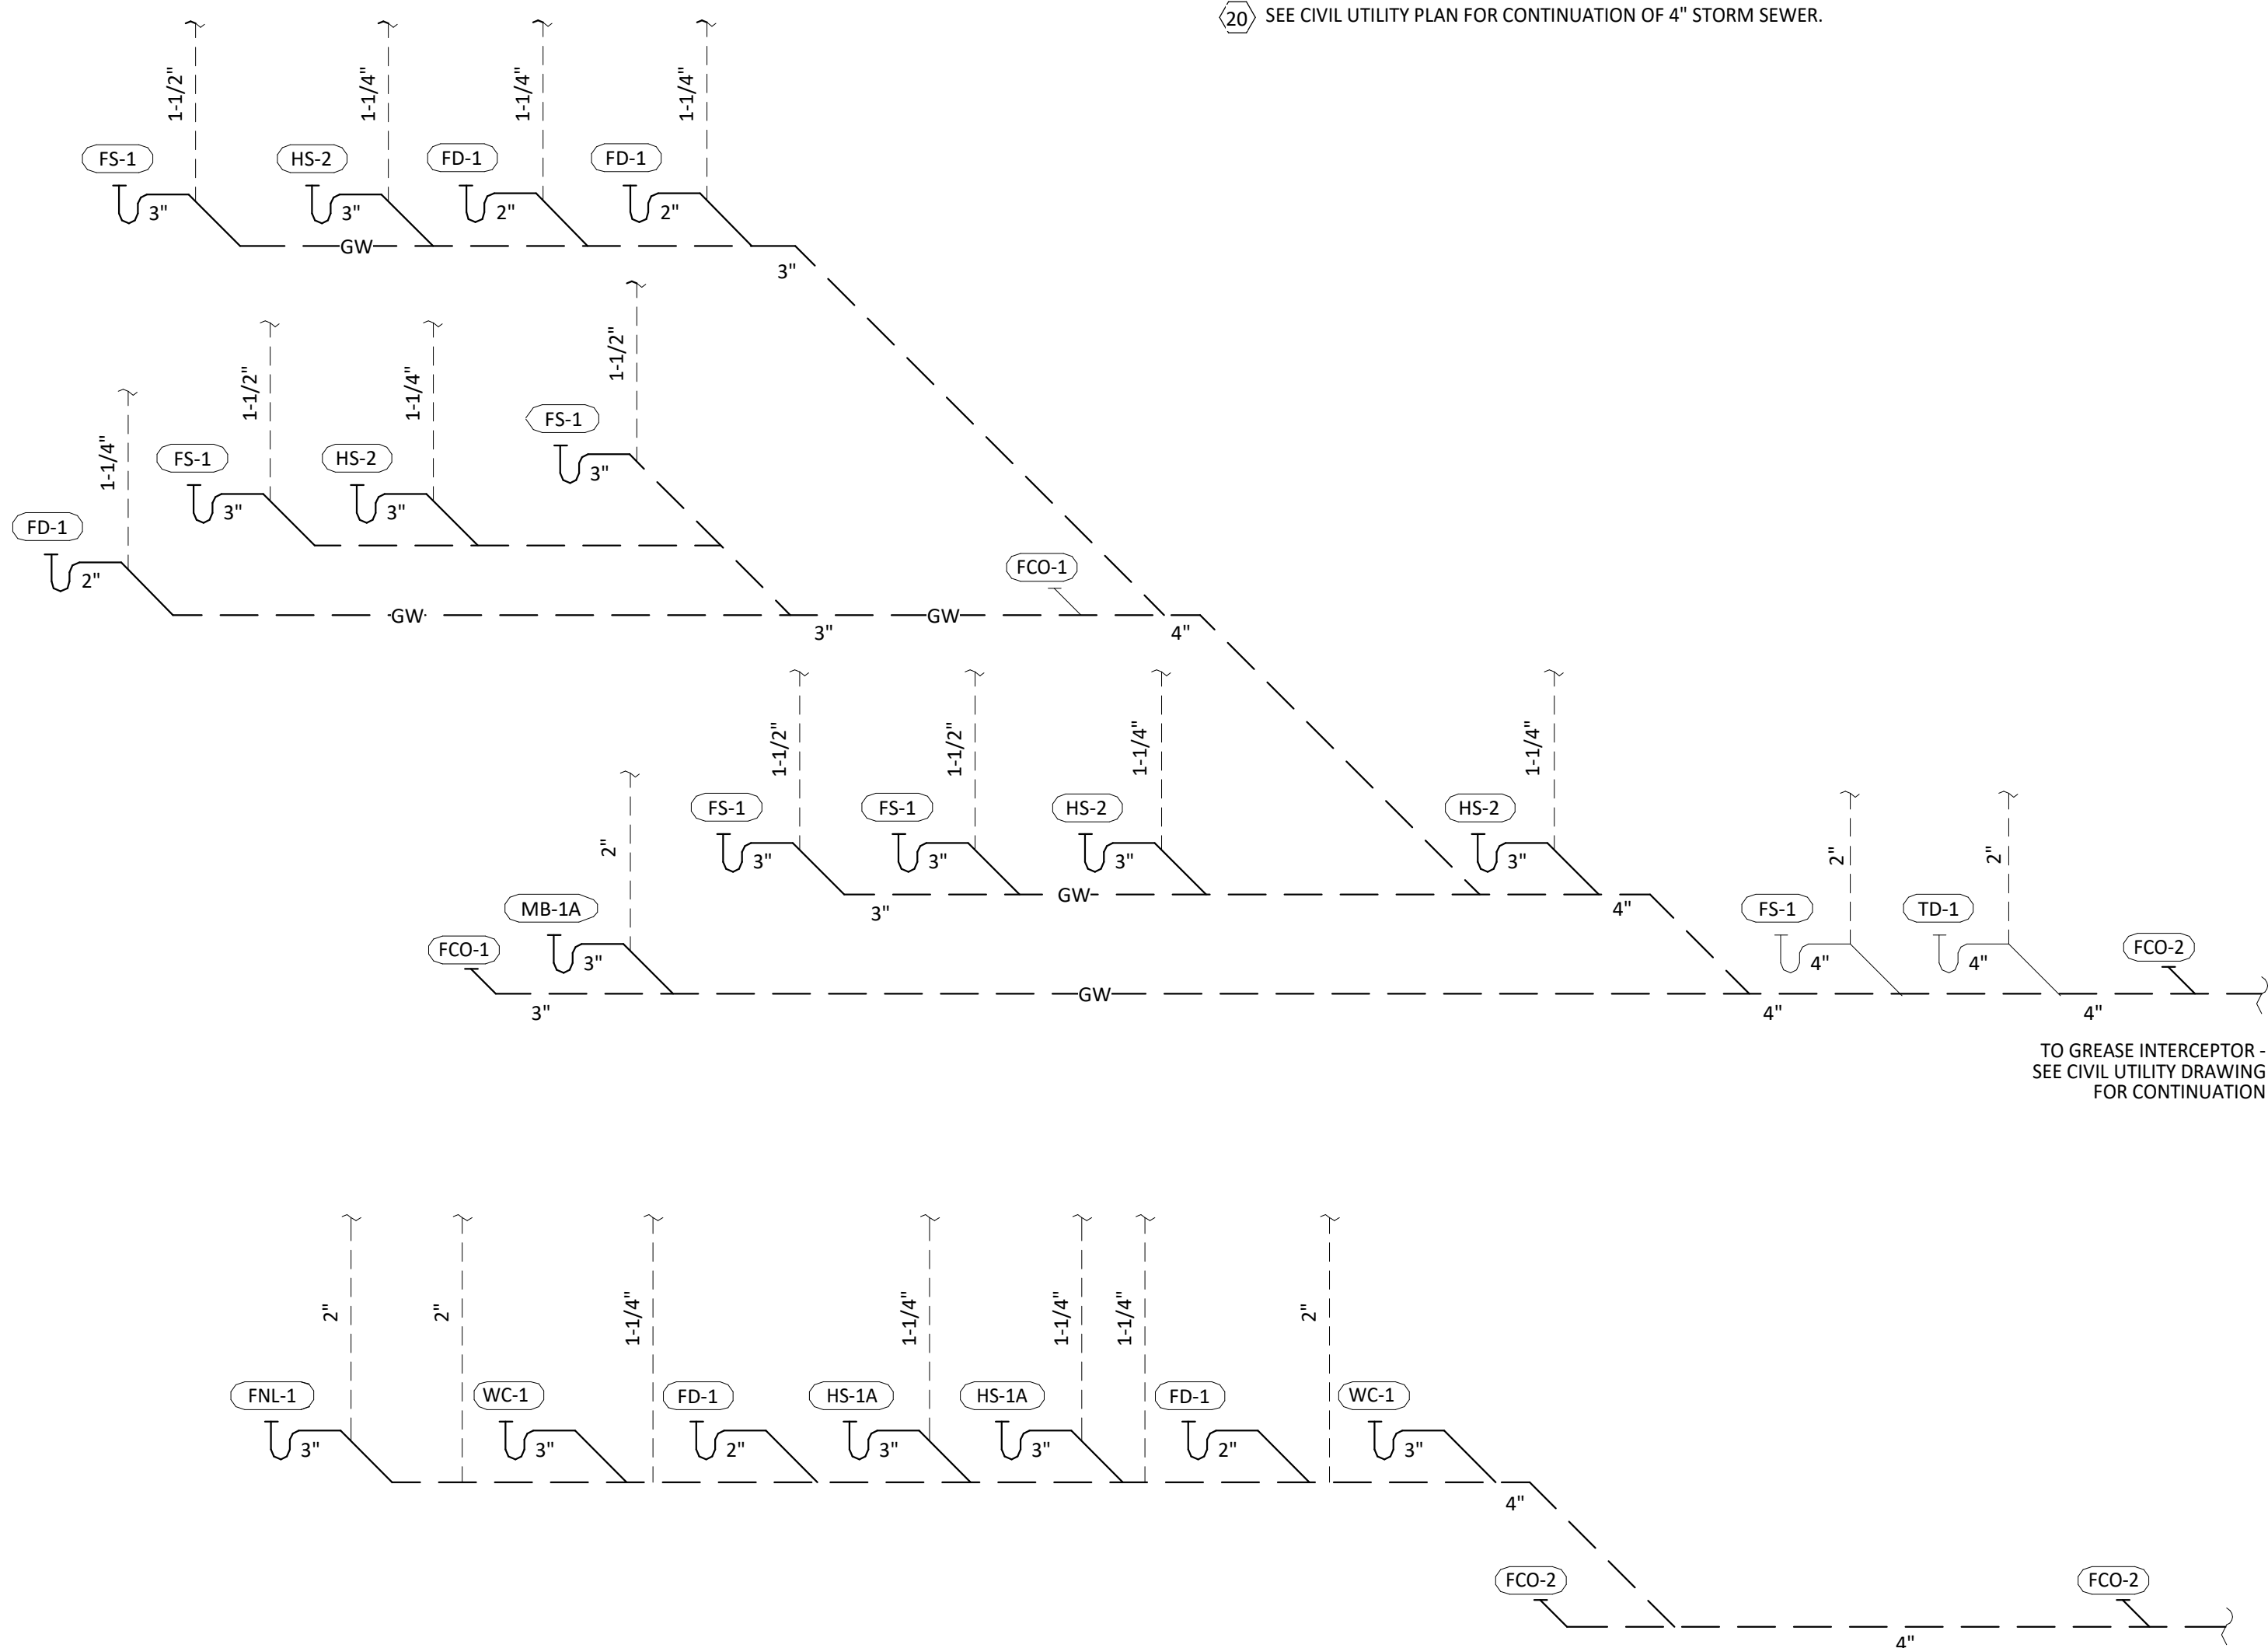 20 SEE CIVIL UTILITY PLAN FOR CONTINUATION OF 4" STORM SEWER.
1-1/2"
1-1/4"
1-1/4"
1-1/4"
FS-1
HS-2
FD-1
FD-1
3"
3"
2"
2"
GW
3"
1-1/2"
1-1/2"
1-1/4"
1-1/4"
FS-1
FS-1
HS-2
3"
3"
3"
FD-1
2"
FCO-1
GW
GW
3"
4"
1-1/2"
1-1/2"
1-1/4"
1-1/4"
FS-1
FS-1
HS-2
HS-2
2"
3"
3"
3"
3"
2"
2"
GW
MB-1A
3"
4"
FS-1
TD-1
FCO-1
3"
4"
4"
FCO-2
GW
3"
4"
4"
TO GREASE INTERCEPTOR -
SEE CIVIL UTILITY DRAWING
FOR CONTINUATION
2"
2"
1-1/4"
1-1/4"
1-1/4"
1-1/4"
2"
FNL-1
WC-1
FD-1
HS-1A
HS-1A
FD-1
WC-1
3"
3"
2"
3"
3"
2"
3"
4"
FCO-2
FCO-2
4"